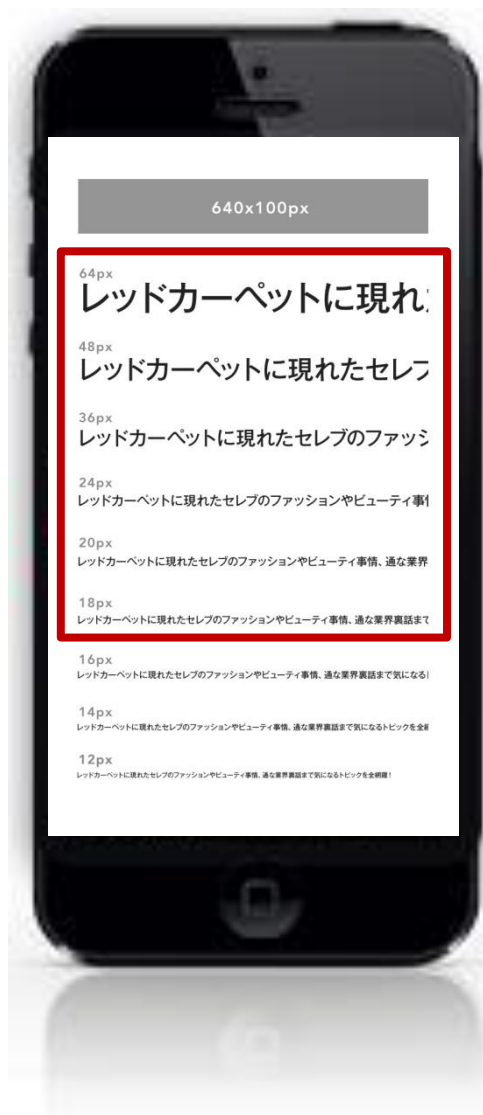 640x100px
64px
レッドカーペットに現れ
48px
レッドカーペットに現れたセレブ
36px
レッドカーペットに現れたセレブのファッシ
24px
レッドカーペットに現れたセレブのファッションやビューティ事情
20px
レッドカーペットに現れたセレブのファッションやビューティ事情、通な業界
18px
レッドカーペットに現れたセレブのファッションやビューティ事情、通な業界裏話まで
16px
レッドカーペットに現れたセレブのファッションやビューティ事情、通な業界裏話まで気になる
14px
レッドカーペットに現れたセレブのファッションやビューティ事情、通な業界裏話まで気になるトピックを全網
12px
レッドカーペットに現れたセレブのファッションやビューティ事情、通な業界裏話まで気になるトピックを全網羅！